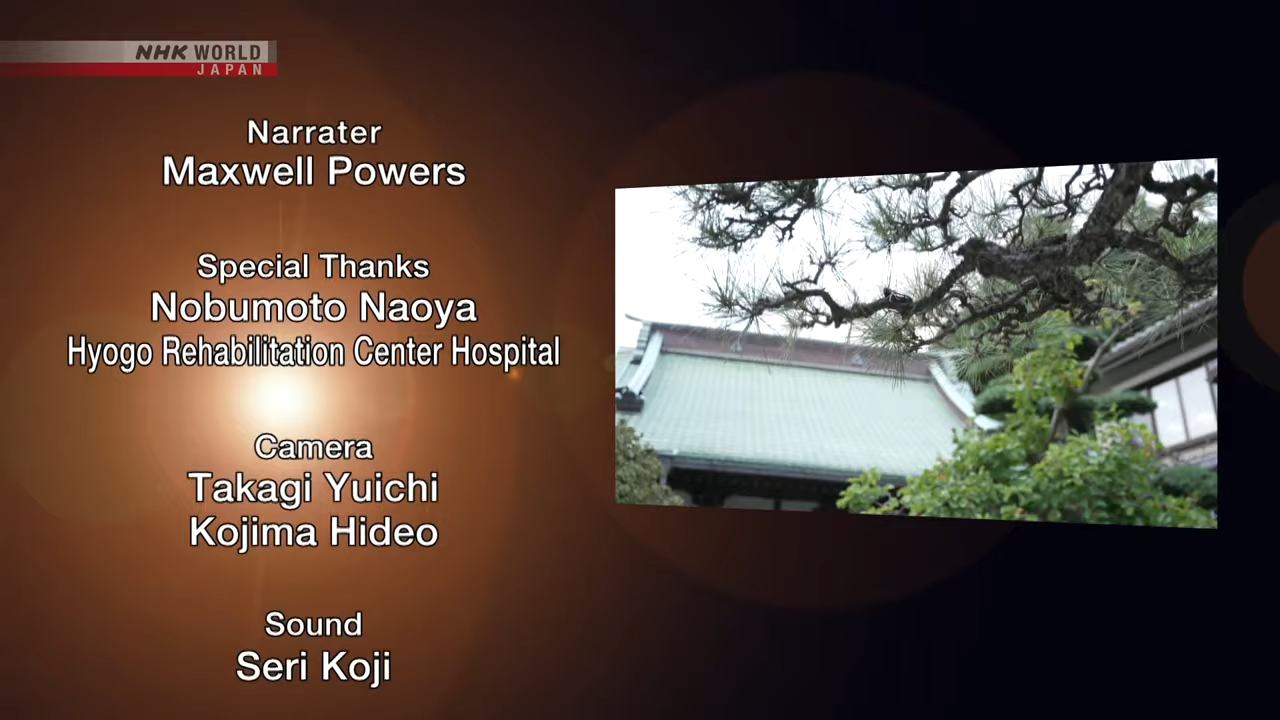 NHK WORLD
JAPAN
Narrater
Maxwell Powers
Special Thanks
Nobumoto Naoya
Hyogo Rehabilitation Center Hospital
Camera
Takagi Yuichi
Kojima Hideo
Sound
Seri Koji